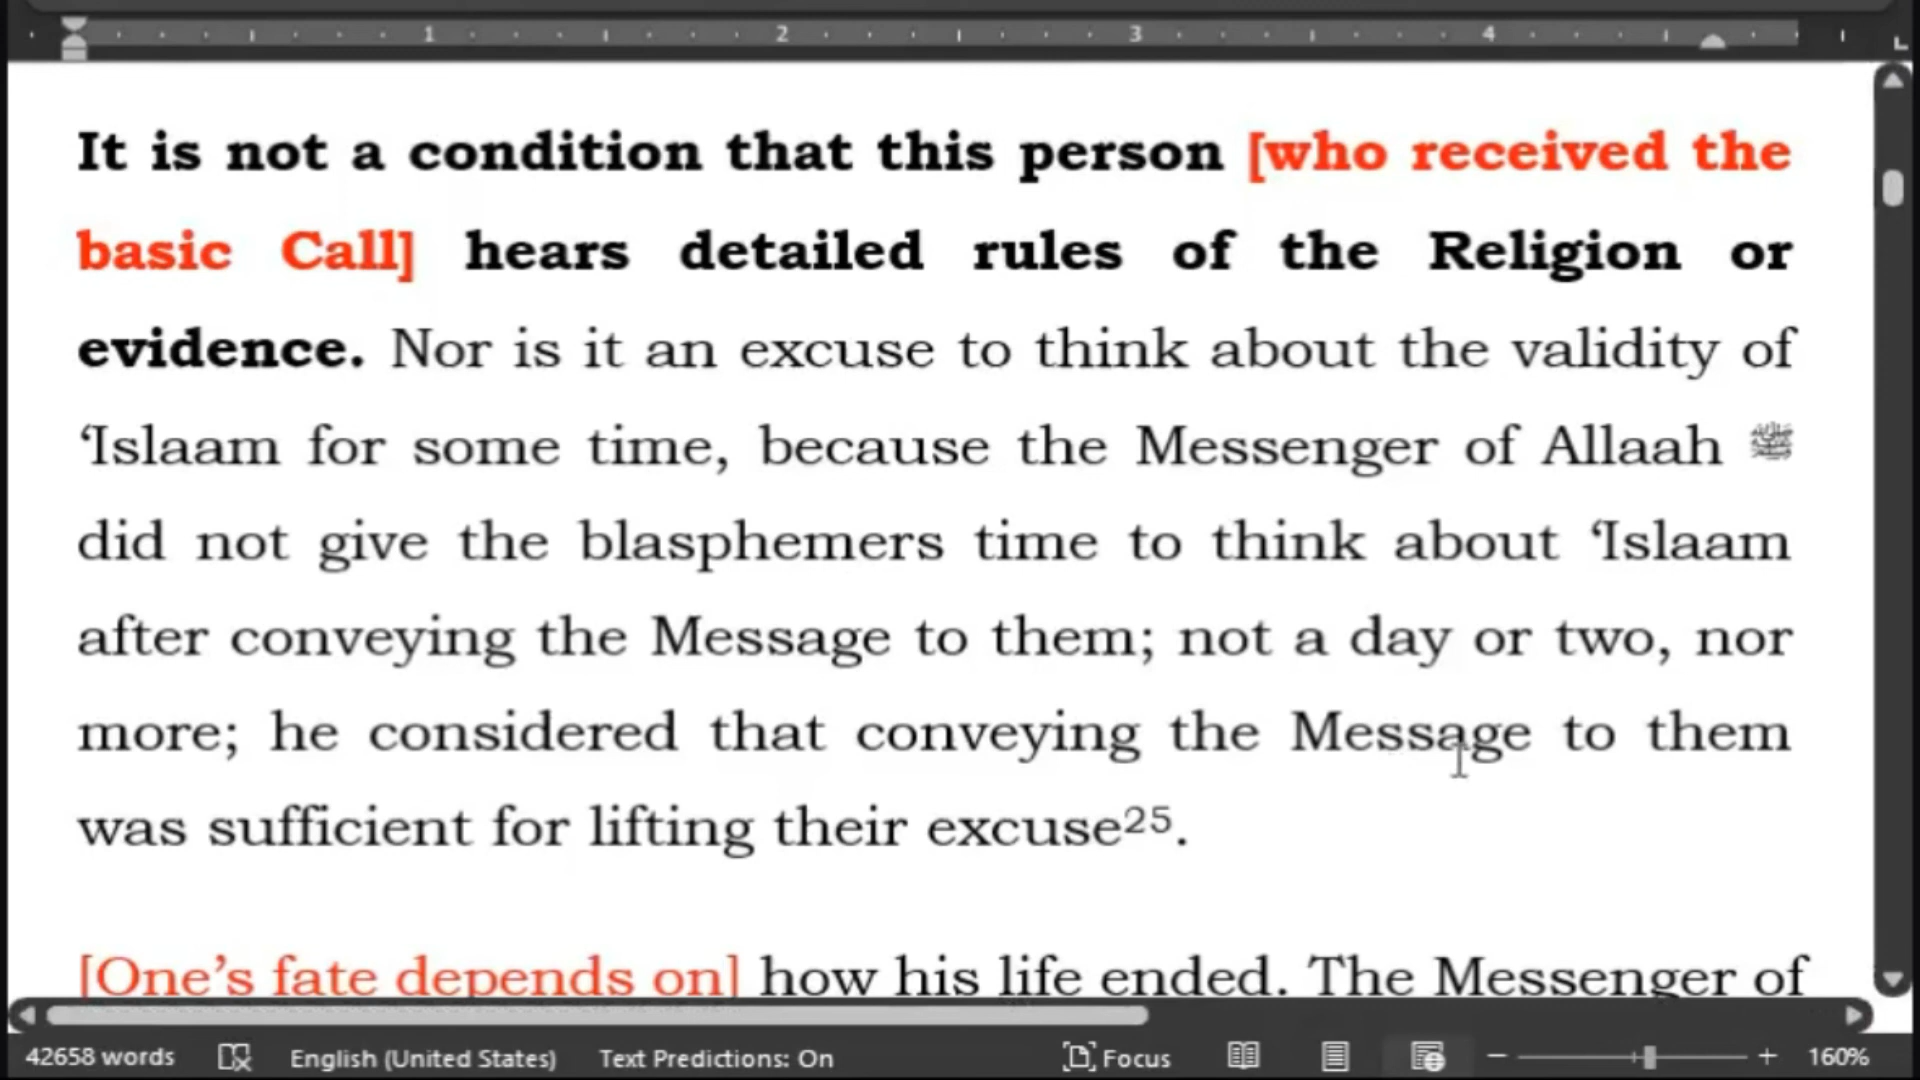 1 2 3 4
It is not a condition that this person [who received the
basic Call] hears detailed rules of the Religion or
evidence. Nor is it an excuse to think about the validity of
‘Islaam for some time, because the Messenger of Allaah ﷺ
did not give the blasphemers time to think about ‘Islaam
after conveying the Message to them; not a day or two, nor
more; he considered that conveying the Message to them
was sufficient for lifting their excuse²⁵.
[One’s fate depends on] how his life ended. The Messenger of
42658 words English (United States) Text Predictions: On Focus 160%